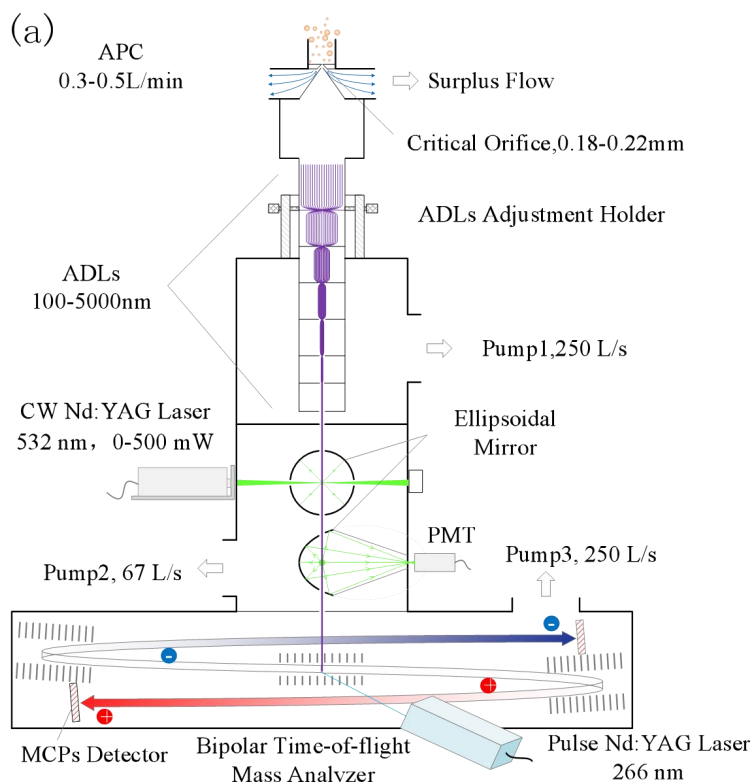 (a)
APC
0.3-0.5L/min
Surplus Flow
Critical Orifice,0.18-0.22mm
ADLs Adjustment Holder
ADLs
100-5000nm
Pump1,250 L/s
CW Nd:YAG Laser
532 nm，0-500 mW
Ellipsoidal
Mirror
PMT
Pump2, 67 L/s
Pump3, 250 L/s
-
-
+
+
MCPs Detector
Bipolar Time-of-flight
Mass Analyzer
Pulse Nd:YAG Laser
266 nm